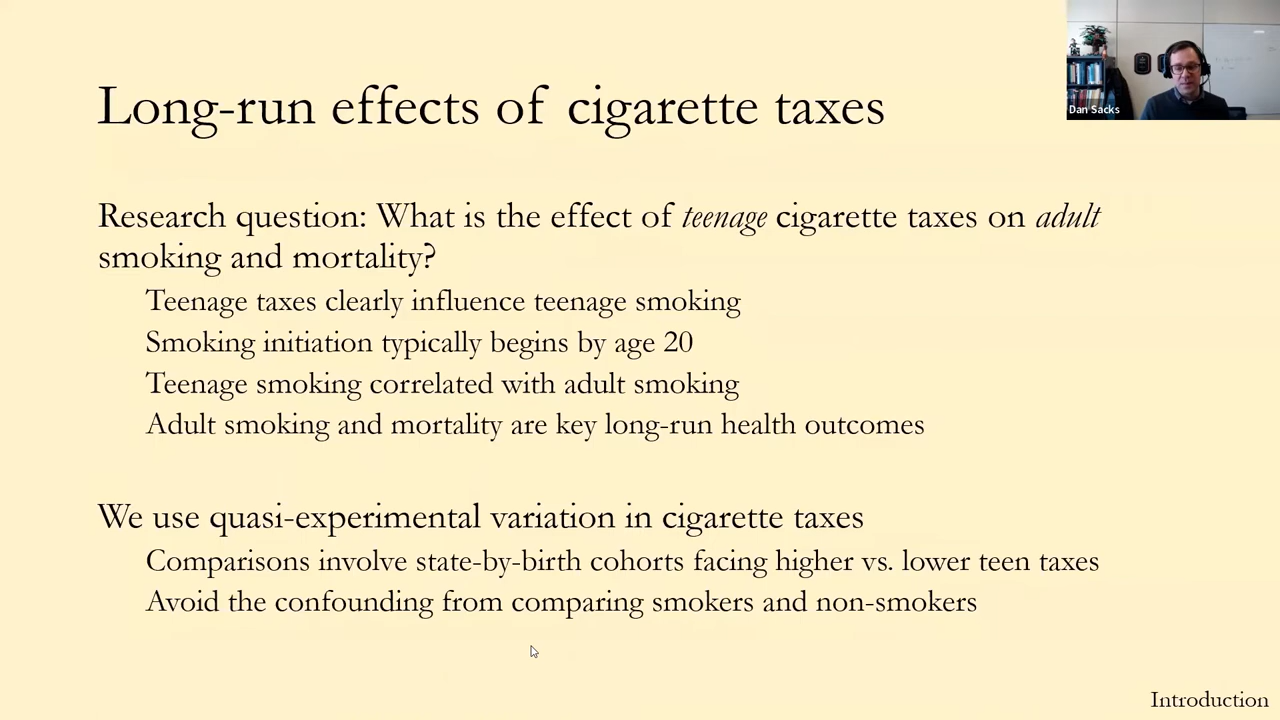 Long-run effects of cigarette taxes
Dan Sacks
Research question: What is the effect of teenage cigarette taxes on adult
smoking and mortality?
Teenage taxes clearly influence teenage smoking
Smoking initiation typically begins by age 20
Teenage smoking correlated with adult smoking
Adult smoking and mortality are key long-run health outcomes
We use quasi-experimental variation in cigarette taxes
Comparisons involve state-by-birth cohorts facing higher vs. lower teen taxes
Avoid the confounding from comparing smokers and non-smokers
Introduction